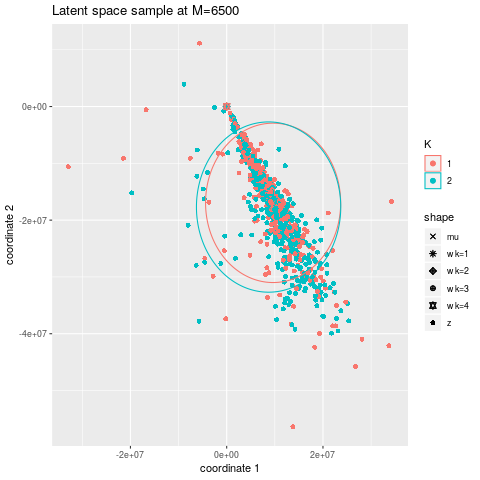 Latent space sample at M=6500
0e+00
-2e+07
-4e+07
coordinate 2
-2e+07 0e+00 2e+07
coordinate 1
K
1
2
shape
mu
w k=1
w k=2
w k=3
w k=4
z